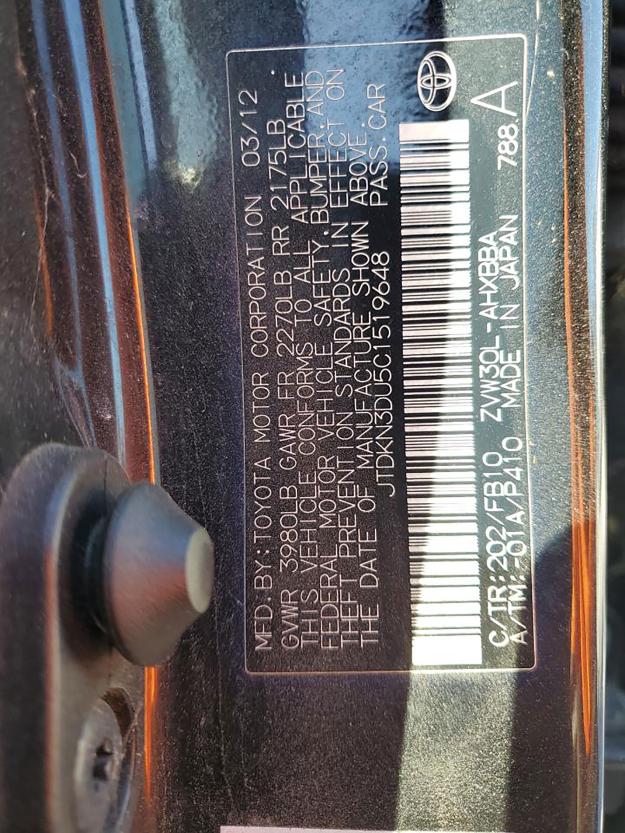 MFD.BY:TOYOTA MOTOR CORPORATION 03/12
GVWR 3980LB GAWR FR 2270LB RR 2175LB
THIS VEHICLE CONFORMS TO ALL APPLICABLE
FEDERAL MOTOR VEHICLE SAFETY,BUMPER,AND
THEFT PREVENTION STANDARDS IN EFFECT ON
THE DATE OF MANUFACTURE SHOWN ABOVE.
JTDKN3DU5C1519648 PASS.CAR
C/TR:202/FB10 ZVW30L-AHXBBA
A/TM:-01A/P410 MADE IN JAPAN 788 A